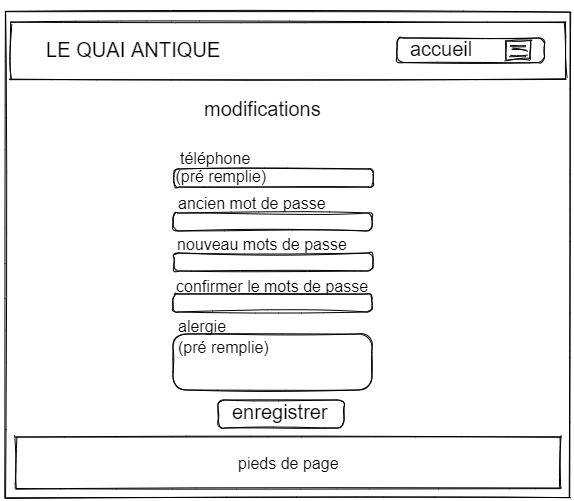 LE QUAI ANTIQUE
accueil
modifications
téléphone
(pré remplie)
ancien mot de passe
nouveau mots de passe
confirmer le mots de passe
alergie
(pré remplie)
enregistrer
pieds de page